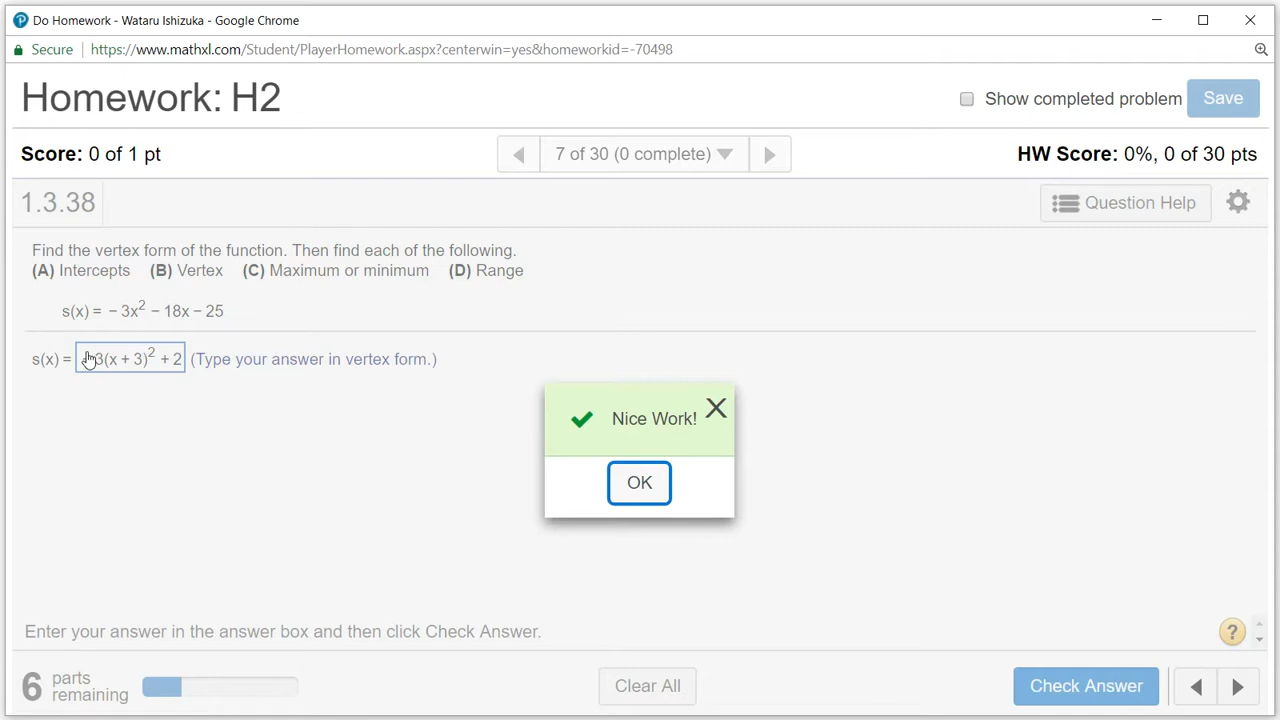 Do Homework - Wataru Ishizuka - Google Chrome
Secure | https://www.mathxl.com/Student/PlayerHomework.aspx?centerwin=yes&homeworkid=-70498
Homework: H2
Show completed problem
Save
Score: 0 of 1 pt
7 of 30 (0 complete)
HW Score: 0%, 0 of 30 pts
1.3.38
Question Help
Find the vertex form of the function. Then find each of the following.
(A) Intercepts (B) Vertex (C) Maximum or minimum (D) Range
s(x) = − 3x² − 18x − 25
s(x) = 3(x + 3)² + 2 (Type your answer in vertex form.)
Nice Work!
OK
Enter your answer in the answer box and then click Check Answer.
?
6 parts remaining
Clear All
Check Answer